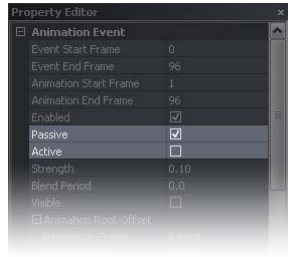 Property Editor
Animation Event
Event Start Frame 0
Event End Frame 96
Animation Start Frame 1
Animation End Frame 96
Enabled
Passive
Active
Strength 0.10
Blend Period 0.0
Visible
Animation Root Offset